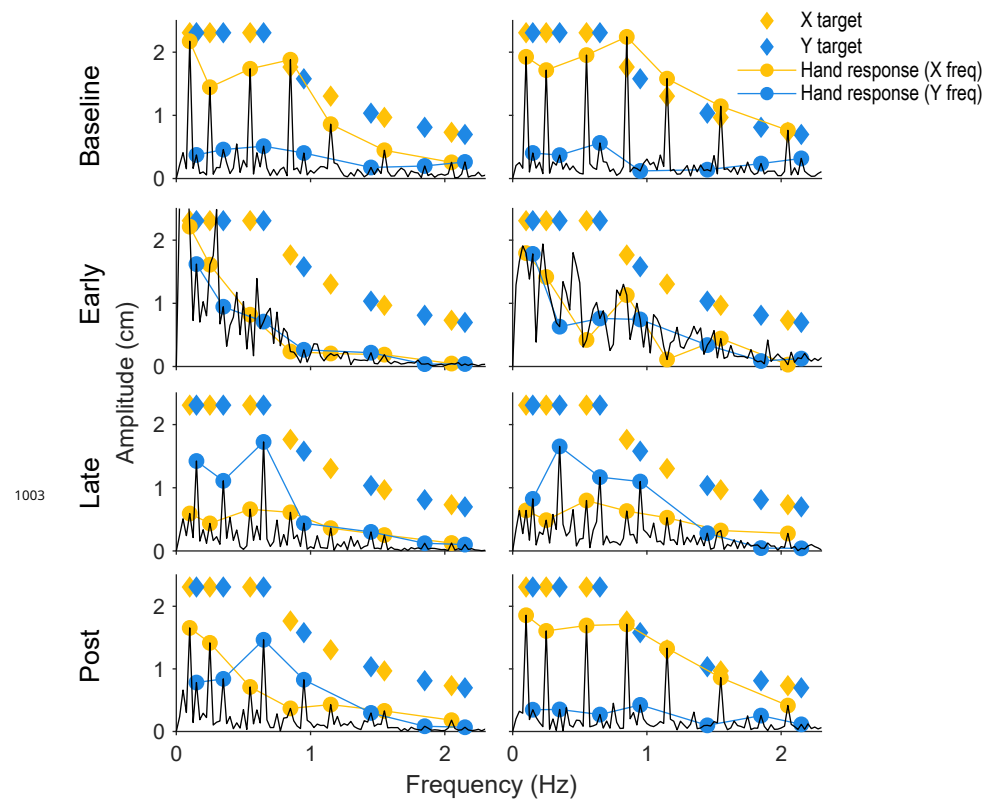 X target
Y target
Hand response (X freq)
Hand response (Y freq)
Baseline
2
1
0
Early
2
1
0
Amplitude (cm)
Late
2
1
0
1003
Post
2
1
0
0 1 2 0 1 2
Frequency (Hz)